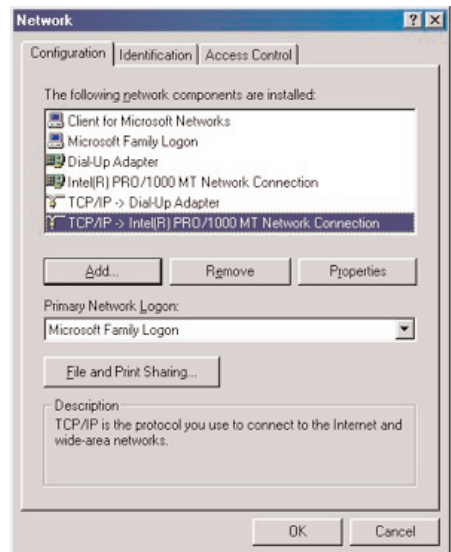 Network
Configuration
Identification
Access Control
The following network components are installed:
Client for Microsoft Networks
Microsoft Family Logon
Dial-Up Adapter
Intel(R) PRO/1000 MT Network Connection
TCP/IP -> Dial-Up Adapter
TCP/IP -> Intel(R) PRO/1000 MT Network Connection
Add...
Remove
Properties
Primary Network Logon:
Microsoft Family Logon
File and Print Sharing...
Description
TCP/IP is the protocol you use to connect to the Internet and
wide-area networks.
OK
Cancel